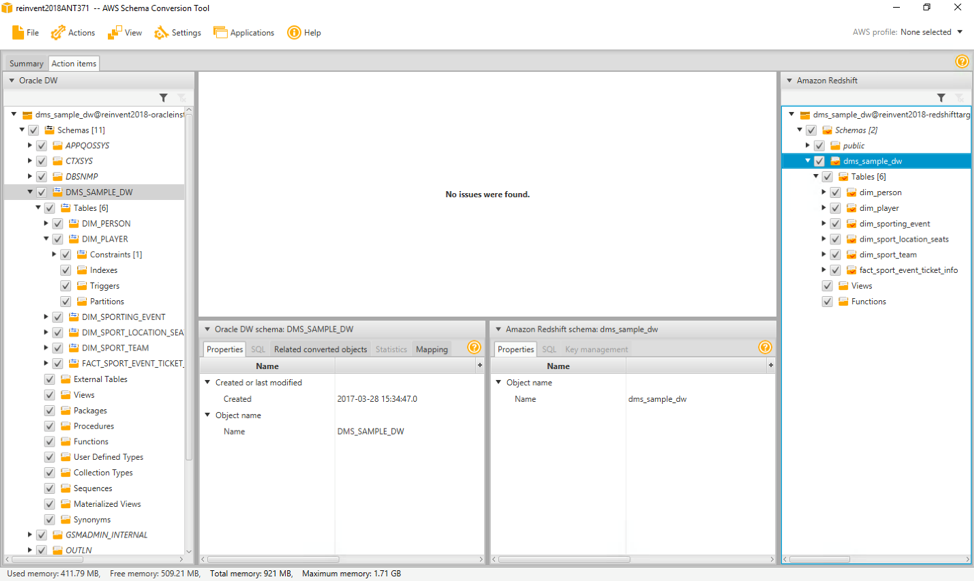 reinvent2018ANT371 -- AWS Schema Conversion Tool
File Actions View Settings Applications Help
AWS profile: None selected
Summary Action items
Oracle DW
dms_sample_dw@reinvent2018-oracleinst
Schemas [11]
APPQOSSYS
CTXSYS
DBSNMP
DMS_SAMPLE_DW
Tables [6]
DIM_PERSON
DIM_PLAYER
Constraints [1]
Indexes
Triggers
Partitions
DIM_SPORTING_EVENT
DIM_SPORT_LOCATION_SEA
DIM_SPORT_TEAM
FACT_SPORT_EVENT_TICKET_
External Tables
Views
Packages
Procedures
Functions
User Defined Types
Collection Types
Sequences
Materialized Views
Synonyms
GSMADMIN_INTERNAL
OUTLN
No issues were found.
Oracle DW schema: DMS_SAMPLE_DW
Properties SQL Related converted objects Statistics Mapping
Name
Created or last modified
Created 2017-03-28 15:34:47.0
Object name
Name DMS_SAMPLE_DW
Amazon Redshift schema: dms_sample_dw
Properties SQL Key management
Name
Object name
Name dms_sample_dw
Amazon Redshift
dms_sample_dw@reinvent2018-redshifttarg
Schemas [2]
public
dms_sample_dw
Tables [6]
dim_person
dim_player
dim_sporting_event
dim_sport_location_seats
dim_sport_team
fact_sport_event_ticket_info
Views
Functions
Used memory: 411.79 MB, Free memory: 509.21 MB, Total memory: 921 MB, Maximum memory: 1.71 GB